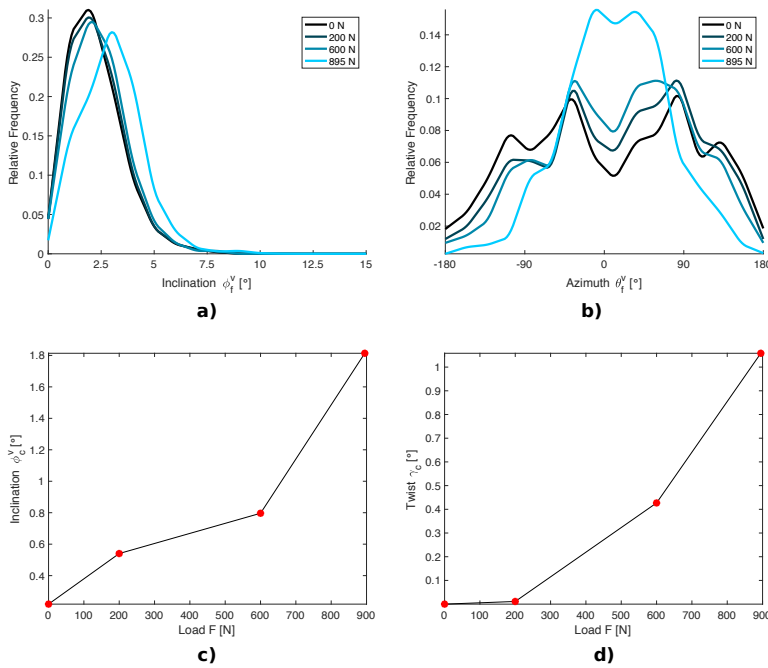 0.3
0.25
0.2
0.15
0.1
0.05
0
Relative Frequency
0 2.5 5 7.5 10 12.5 15
Inclination ϕ_f^v [°]
0 N
200 N
600 N
895 N
a)
0.14
0.12
0.1
0.08
0.06
0.04
0.02
Relative Frequency
-180 -90 0 90 180
Azimuth θ_f^v [°]
0 N
200 N
600 N
895 N
b)
1.8
1.6
1.4
1.2
1
0.8
0.6
0.4
Inclination ϕ_c^v [°]
0 100 200 300 400 500 600 700 800 900
Load F [N]
c)
1
0.9
0.8
0.7
0.6
0.5
0.4
0.3
0.2
0.1
Twist γ_c [°]
0 100 200 300 400 500 600 700 800 900
Load F [N]
d)